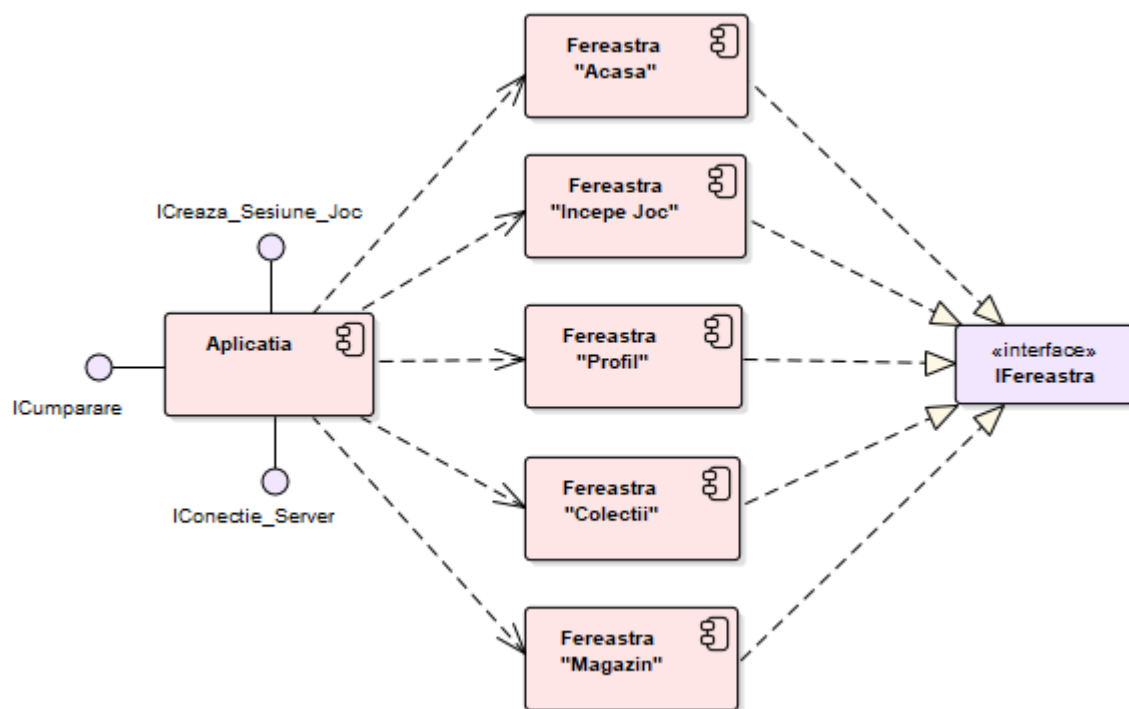 Fereastra
"Acasa"
Fereastra
"Incepe Joc"
ICreaza_Sesiune_Joc
Aplicatia
Fereastra
"Profil"
«interface»
IFereastra
ICumparare
IConectie_Server
Fereastra
"Colectii"
Fereastra
"Magazin"